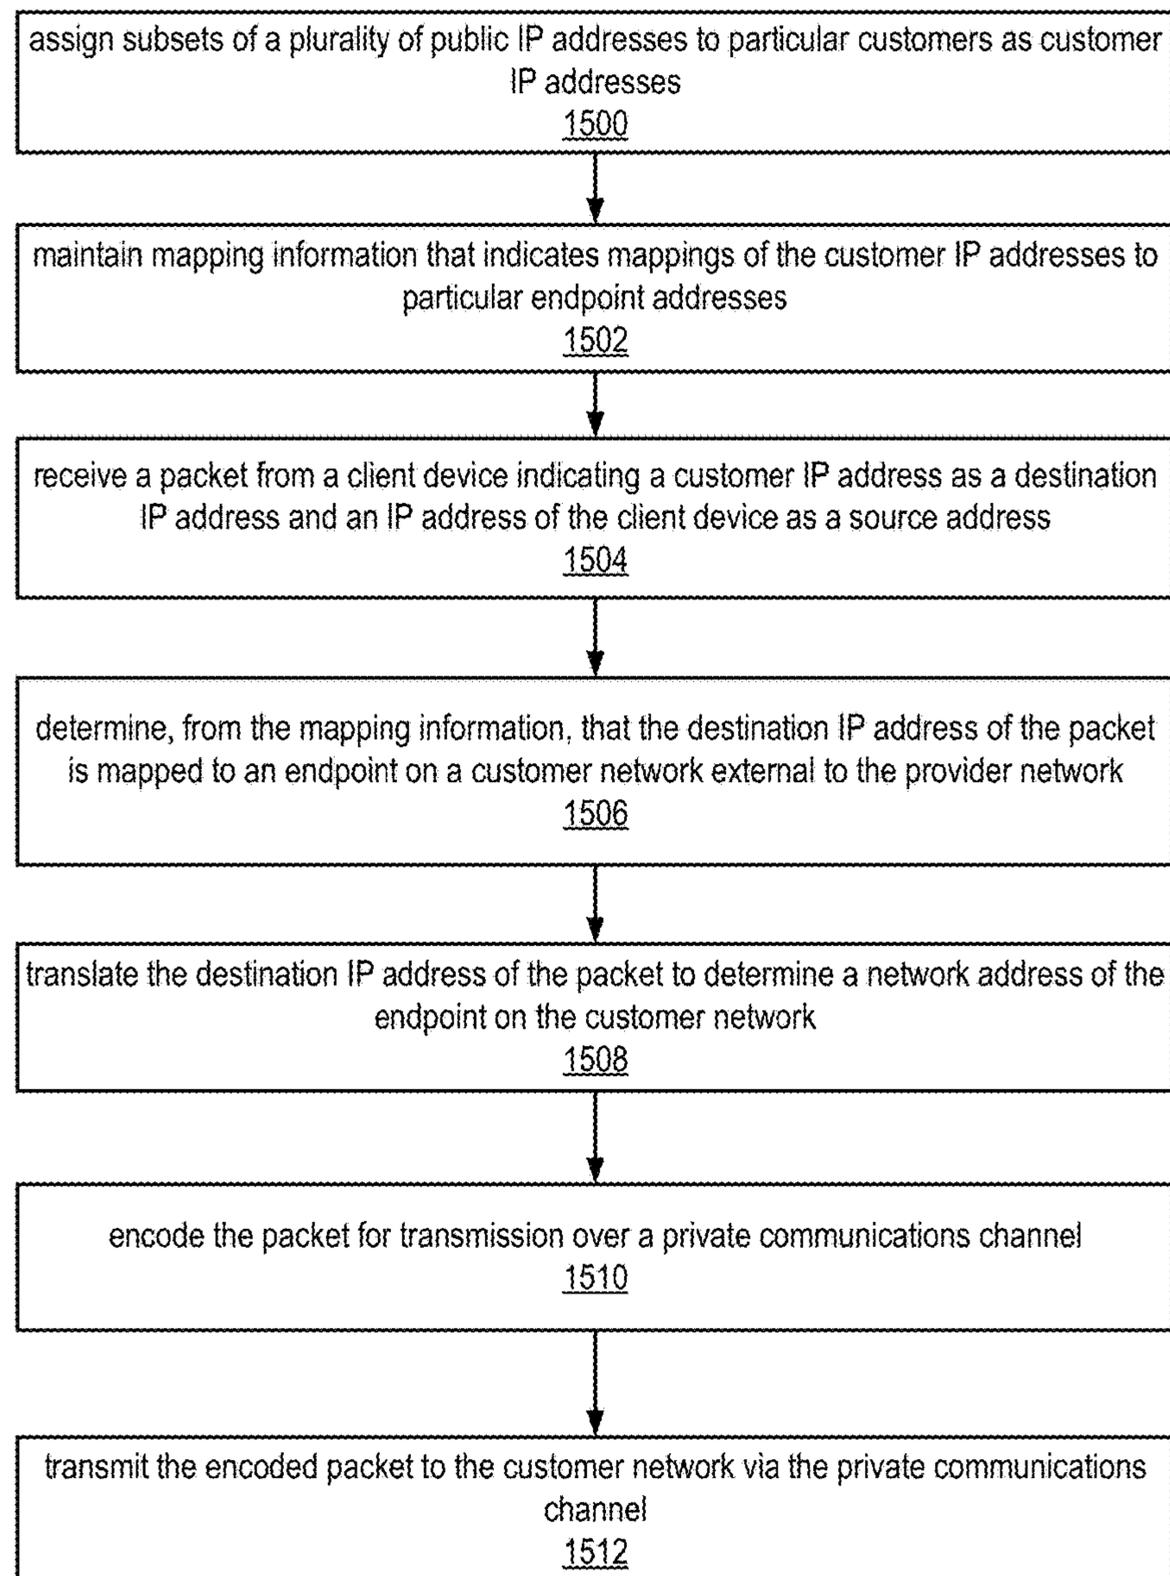 assign subsets of a plurality of public IP addresses to particular customers as customer
IP addresses
1500
maintain mapping information that indicates mappings of the customer IP addresses to
particular endpoint addresses
1502
receive a packet from a client device indicating a customer IP address as a destination
IP address and an IP address of the client device as a source address
1504
determine, from the mapping information, that the destination IP address of the packet
is mapped to an endpoint on a customer network external to the provider network
1506
translate the destination IP address of the packet to determine a network address of the
endpoint on the customer network
1508
encode the packet for transmission over a private communications channel
1510
transmit the encoded packet to the customer network via the private communications
channel
1512